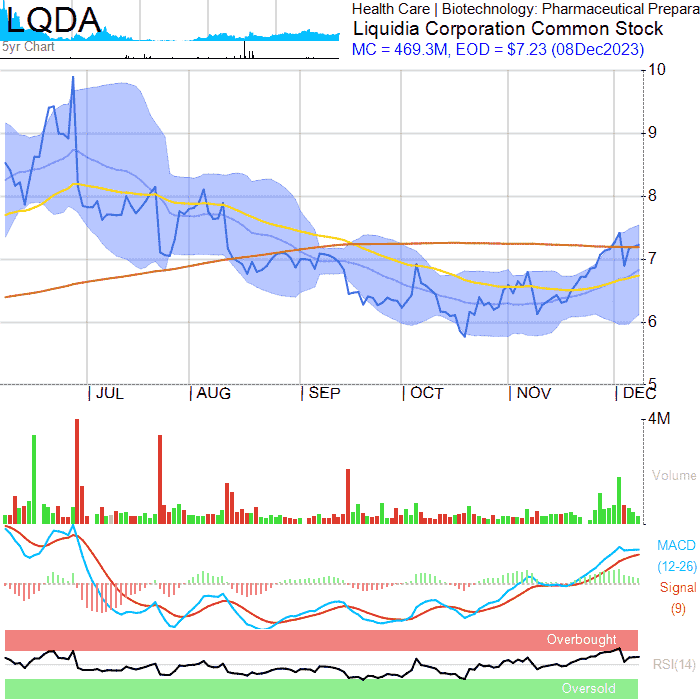 LQDA
5yr Chart
Health Care | Biotechnology: Pharmaceutical Prepara
Liquidia Corporation Common Stock
MC = 469.3M, EOD = $7.23 (08Dec2023)
10
9
8
7
6
5
JUL
AUG
SEP
OCT
NOV
DEC
4M
Volume
MACD
(12-26)
Signal
(9)
Overbought
RSI(14)
Oversold